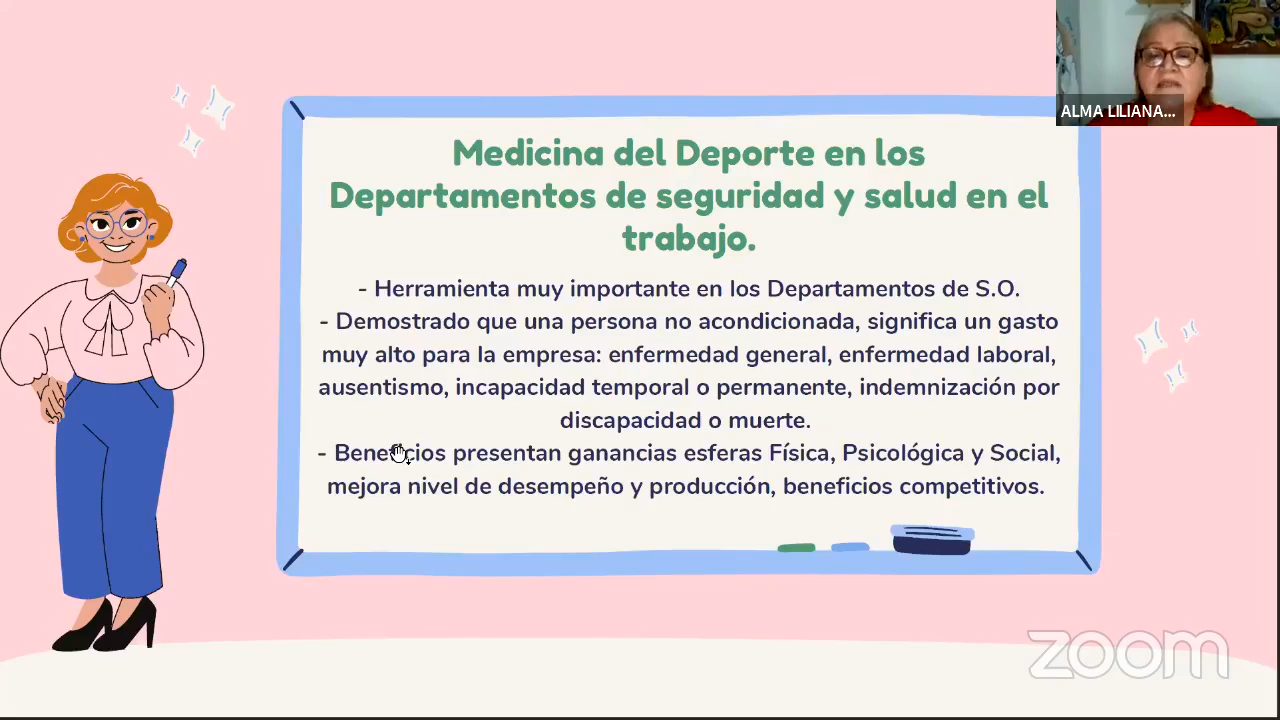 ALMA LILIANA...
Medicina del Deporte en los
Departamentos de seguridad y salud en el
trabajo.
- Herramienta muy importante en los Departamentos de S.O.
- Demostrado que una persona no acondicionada, significa un gasto
muy alto para la empresa: enfermedad general, enfermedad laboral,
ausentismo, incapacidad temporal o permanente, indemnización por
discapacidad o muerte.
- Beneficios presentan ganancias esferas Física, Psicológica y Social,
mejora nivel de desempeño y producción, beneficios competitivos.
zoom